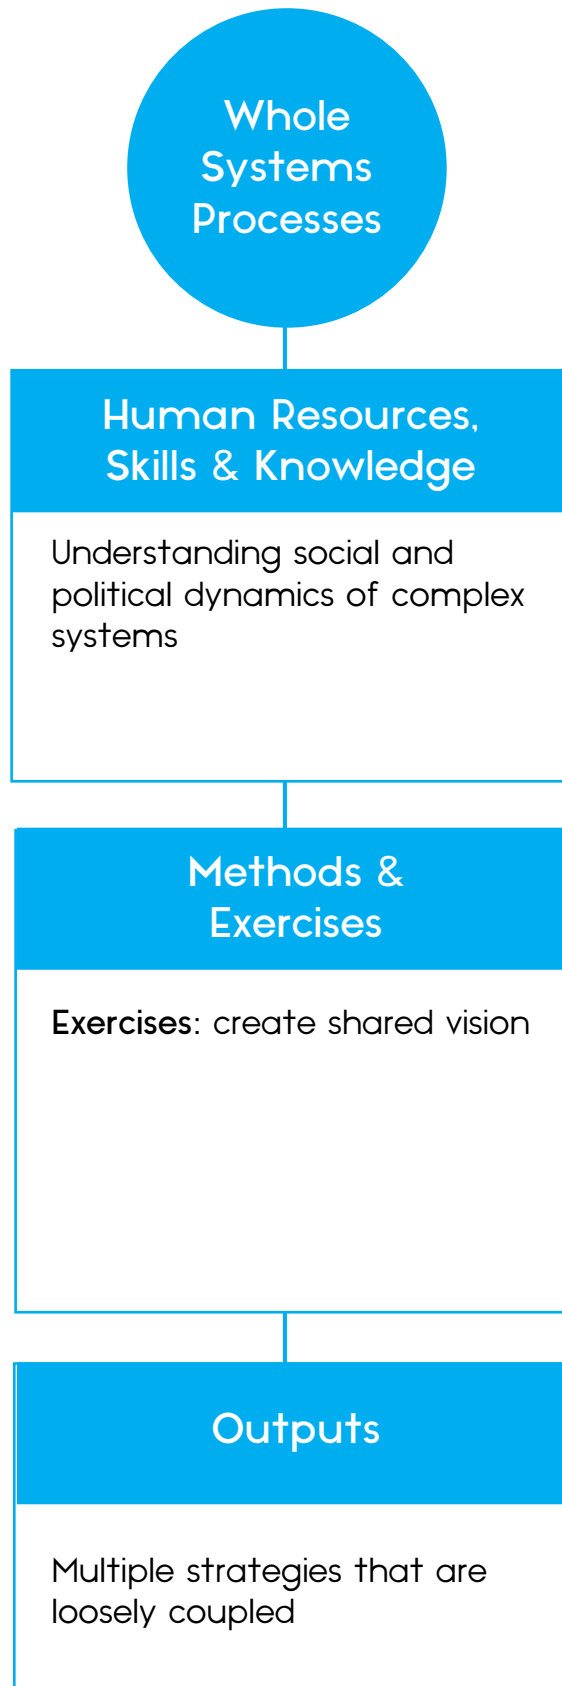 Whole
Systems
Processes
Human Resources,
Skills & Knowledge
Understanding social and
political dynamics of complex
systems
Methods &
Exercises
Exercises: create shared vision
Outputs
Multiple strategies that are
loosely coupled